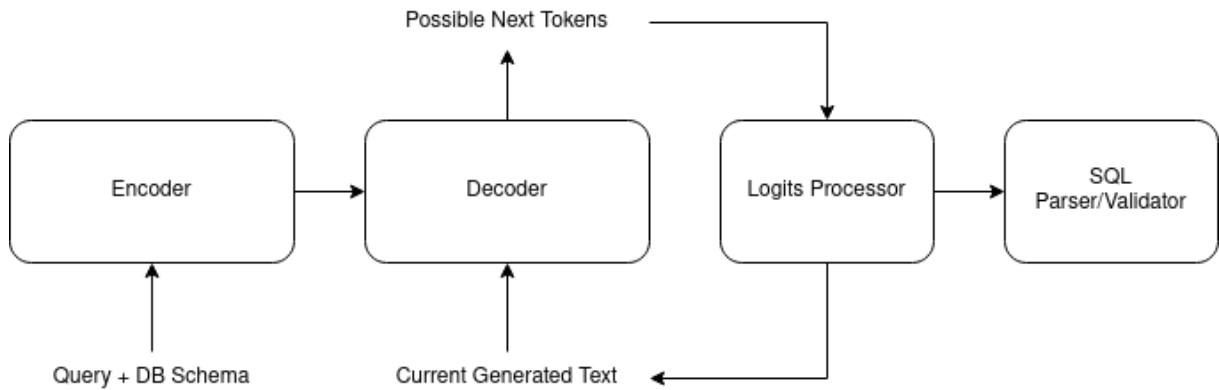 Possible Next Tokens
Encoder
Decoder
Logits Processor
SQL
Parser/Validator
Query + DB Schema
Current Generated Text